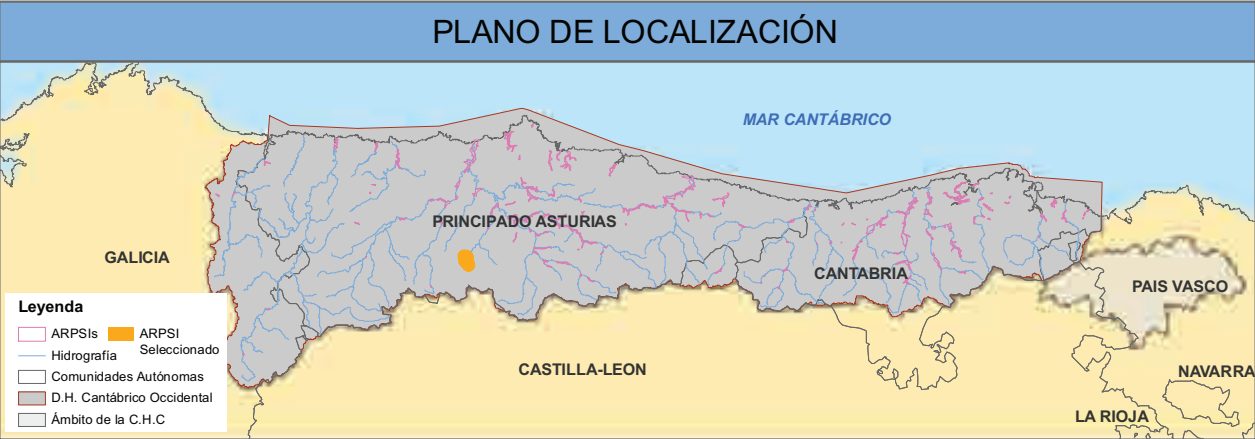 PLANO DE LOCALIZACIÓN
MAR CANTÁBRICO
PRINCIPADO ASTURIAS
GALICIA
CANTABRIA
PAIS VASCO
CASTILLA-LEON
NAVARRA
LA RIOJA
Leyenda
ARPSIs
ARPSI
Seleccionado
Hidrografía
Comunidades Autónomas
D.H. Cantábrico Occidental
Ámbito de la C.H.C